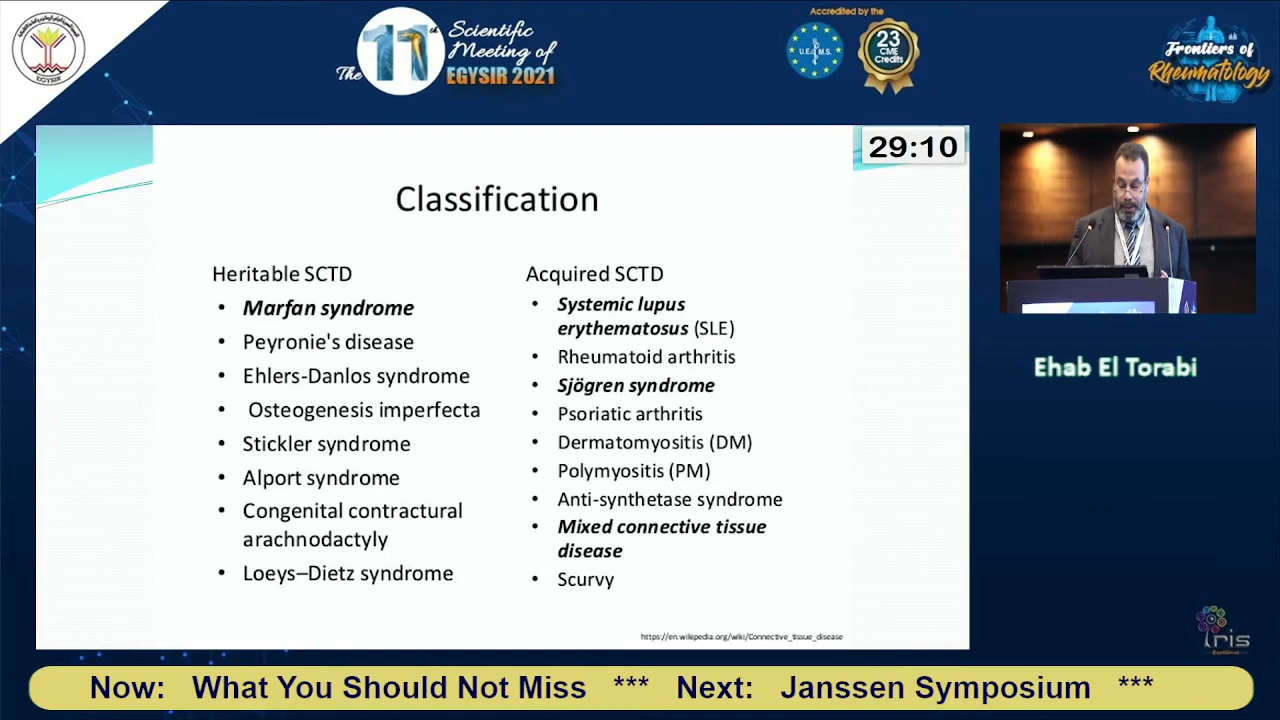 The 11th
Scientific
Meeting of
EGYSIR 2021
Accredited by the
U.E.M.S.
23
CME
Credits
Frontiers of
Rheumatology
EGYSIR
29:10
Classification
Heritable SCTD
• Marfan syndrome
• Peyronie's disease
• Ehlers-Danlos syndrome
• Osteogenesis imperfecta
• Stickler syndrome
• Alport syndrome
• Congenital contractural
arachnodactyly
• Loeys–Dietz syndrome
Acquired SCTD
• Systemic lupus
erythematosus (SLE)
• Rheumatoid arthritis
• Sjögren syndrome
• Psoriatic arthritis
• Dermatomyositis (DM)
• Polymyositis (PM)
• Anti-synthetase syndrome
• Mixed connective tissue
disease
• Scurvy
https://en.wikipedia.org/wiki/Connective_tissue_disease
Ehab El Torabi
Iris
Now: What You Should Not Miss *** Next: Janssen Symposium ***